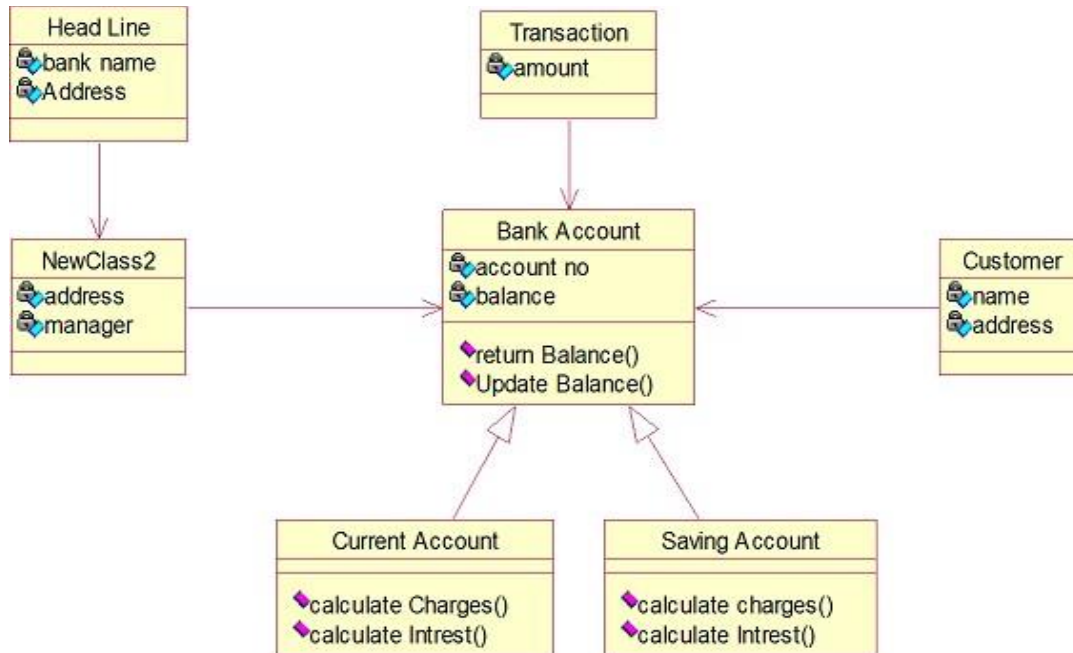 Head Line
bank name
Address
Transaction
amount
NewClass2
address
manager
Bank Account
account no
balance
return Balance()
Update Balance()
Customer
name
address
Current Account
calculate Charges()
calculate Intrest()
Saving Account
calculate charges()
calculate Intrest()